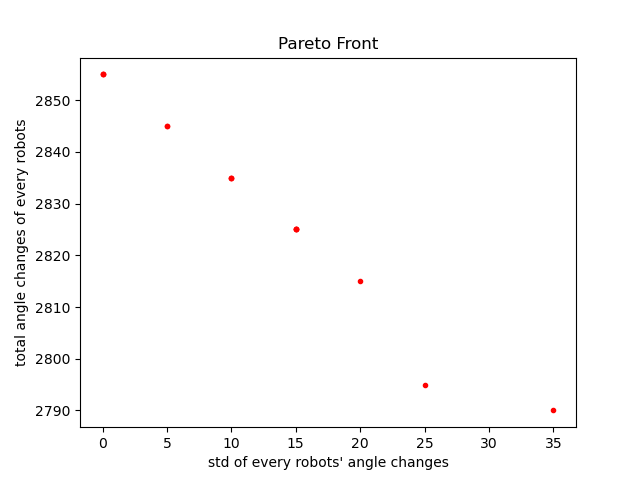 Pareto Front
total angle changes of every robots
2850
2840
2830
2820
2810
2800
2790
0 5 10 15 20 25 30 35
std of every robots' angle changes